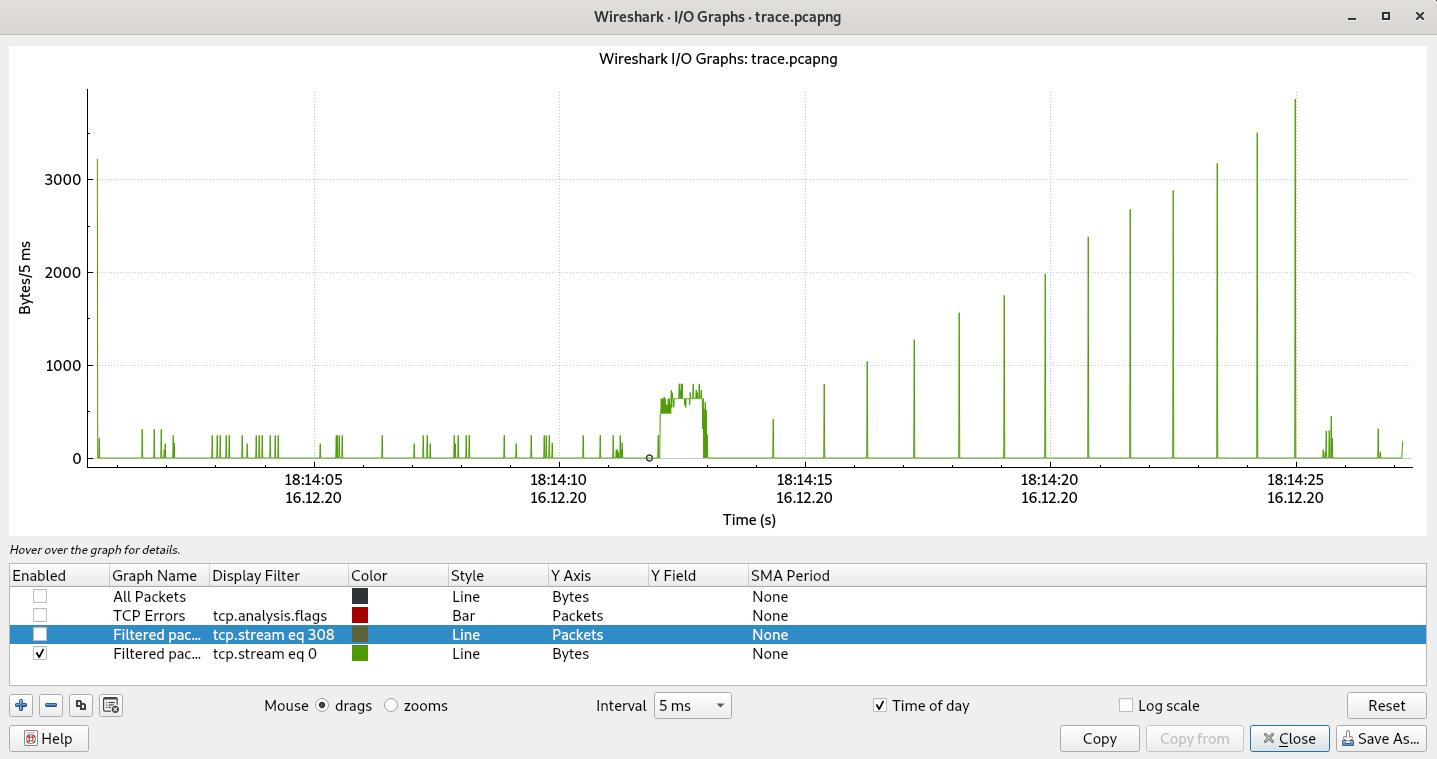 Wireshark · I/O Graphs · trace.pcapng
Wireshark I/O Graphs: trace.pcapng
Bytes/5 ms
3000
2000
1000
0
18:14:05 18:14:10 18:14:15 18:14:20 18:14:25
16.12.20 16.12.20 16.12.20 16.12.20 16.12.20
Time (s)
Hover over the graph for details.
Enabled Graph Name Display Filter Color Style Y Axis Y Field SMA Period
All Packets Line Bytes None
TCP Errors tcp.analysis.flags Bar Packets None
Filtered pac... tcp.stream eq 308 Line Packets None
Filtered pac... tcp.stream eq 0 Line Bytes None
Mouse drags zooms Interval 5 ms Time of day Log scale Reset
Help Copy Copy from Close Save As...